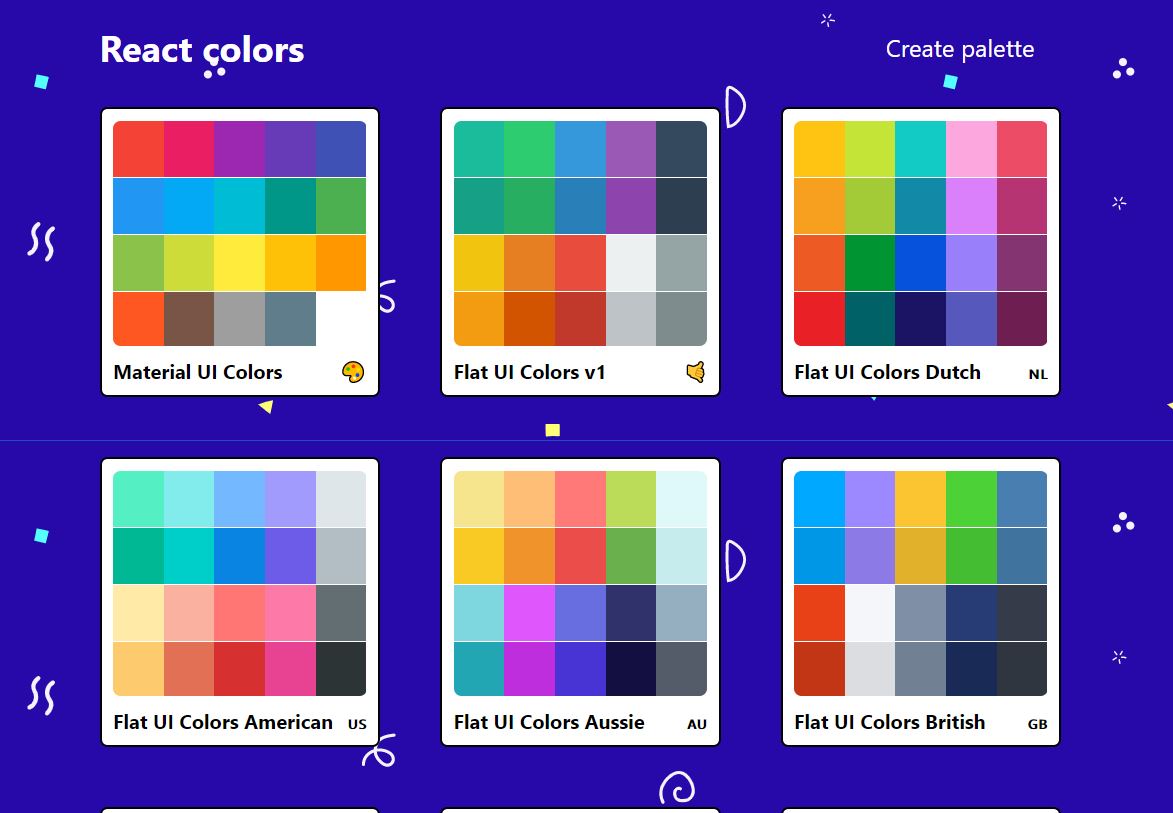 React colors
Create palette
Material UI Colors
Flat UI Colors v1
Flat UI Colors Dutch NL
Flat UI Colors American US
Flat UI Colors Aussie AU
Flat UI Colors British GB